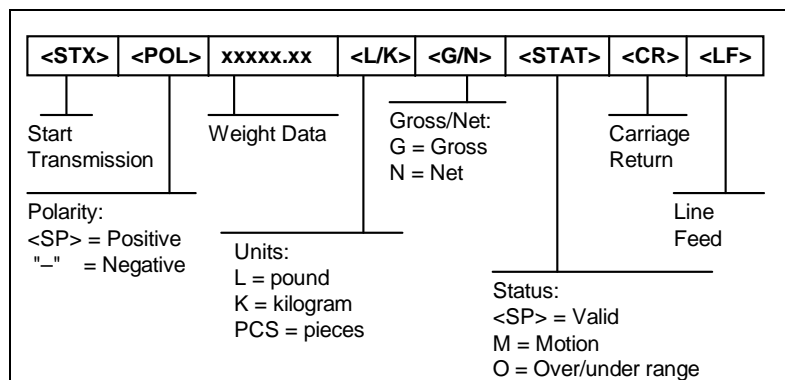 <STX> <POL> xxxxx.xx <L/K> <G/N> <STAT> <CR> <LF>
Start
Transmission
Weight Data
Gross/Net:
G = Gross
N = Net
Carriage
Return
Polarity:
<SP> = Positive
"–" = Negative
Units:
L = pound
K = kilogram
PCS = pieces
Line
Feed
Status:
<SP> = Valid
M = Motion
O = Over/under range